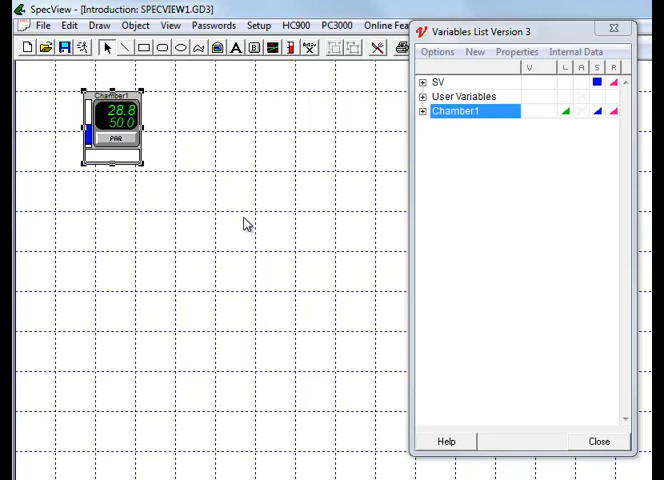 SpecView - [Introduction: SPECVIEW1.GD3]
File Edit View Draw Object Passwords Setup HC900 PC3000 Online Fea
Variables List Version 3
Options New Properties Internal Data
V L A S R
SV
User Variables
Chamber1
Help Close
Chamber1
28.8
50.0
PAR